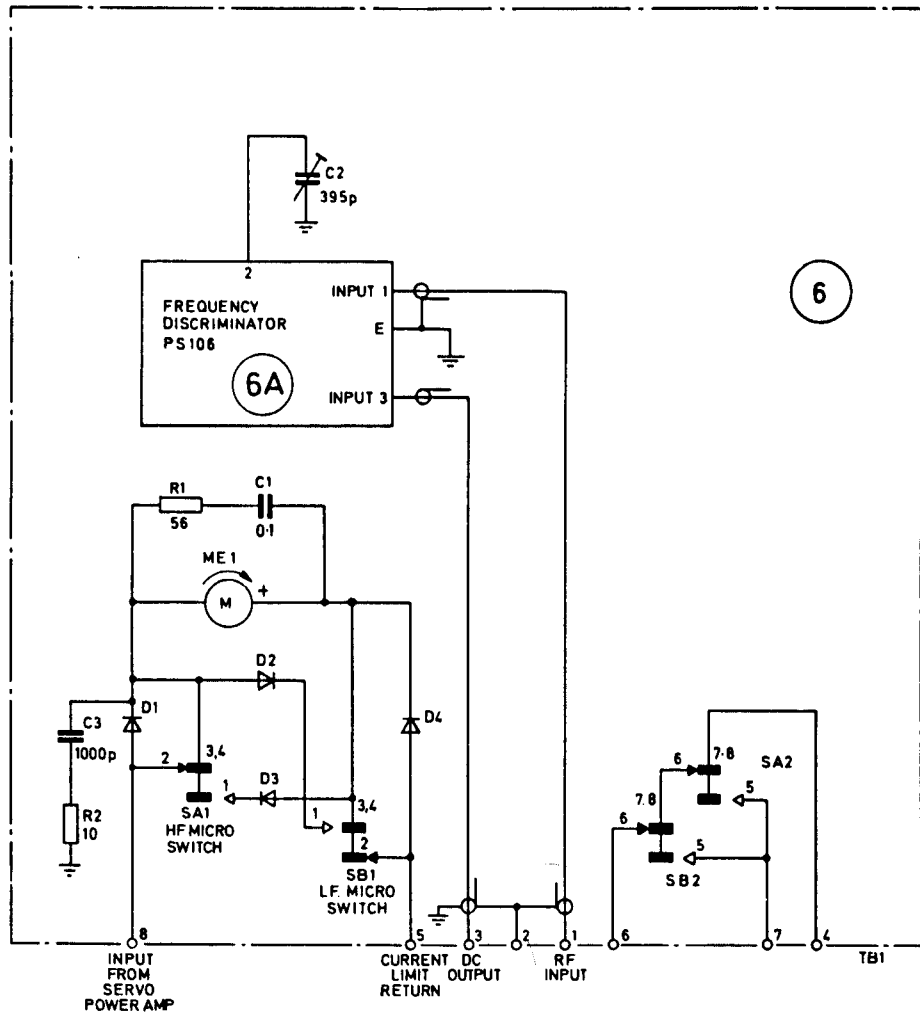 C2
395p
2
INPUT 1
FREQUENCY
DISCRIMINATOR
PS106
E
6
6A
INPUT 3
R1
56
C1
0·1
ME 1
+
M
D2
D1
D4
C3
1000p
2
3,4
D3
1
SA1
HF MICRO
SWITCH
R2
10
1
3,4
2
SB1
L.F. MICRO
SWITCH
7·8
6
SA2
5
7.8
6
5
SB2
8
INPUT
FROM
SERVO
POWER AMP
5
CURRENT
LIMIT
RETURN
3
DC
OUTPUT
2
1
RF
INPUT
6
7
4
TB1